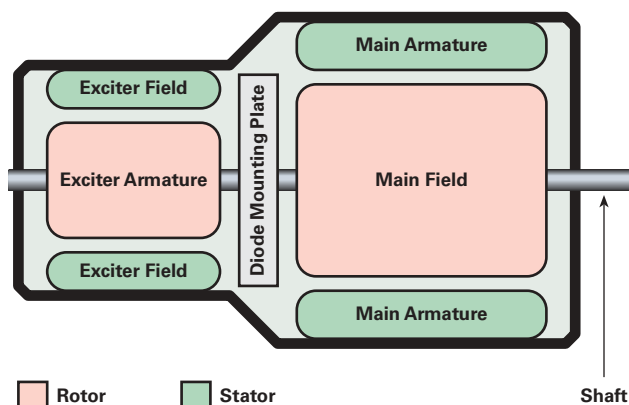 Main Armature
Exciter Field
Diode Mounting Plate
Exciter Armature
Main Field
Exciter Field
Main Armature
Rotor
Stator
Shaft